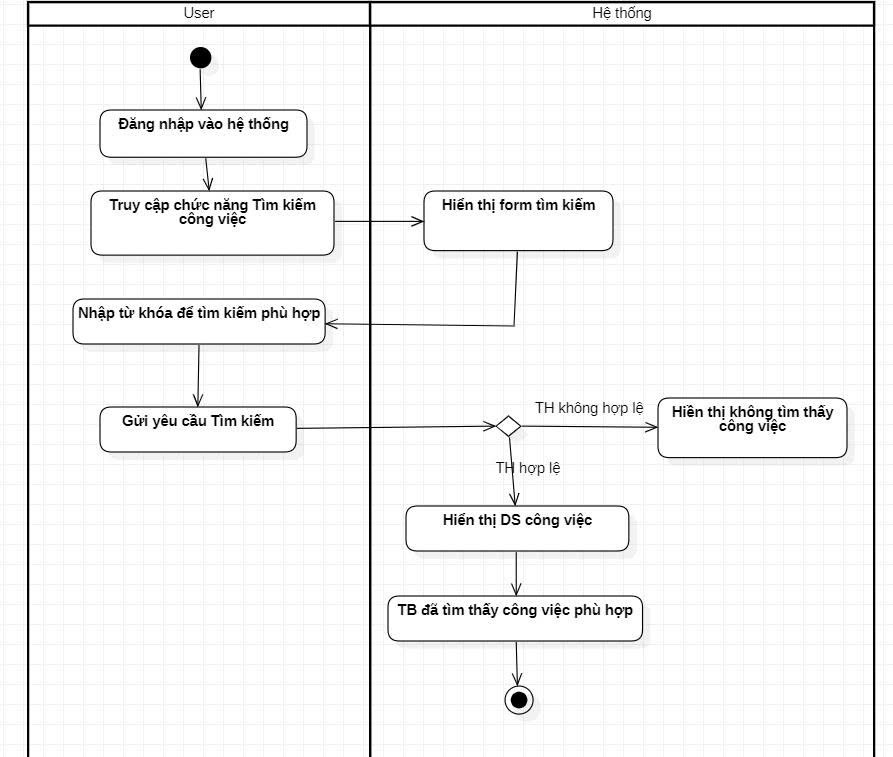 User
Hệ thống
Đăng nhập vào hệ thống
Truy cập chức năng Tìm kiếm
công việc
Hiển thị form tìm kiếm
Nhập từ khóa để tìm kiếm phù hợp
Gửi yêu cầu Tìm kiếm
TH không hợp lệ
Hiền thị không tìm thấy
công việc
TH hợp lệ
Hiển thị DS công việc
TB đã tìm thấy công việc phù hợp